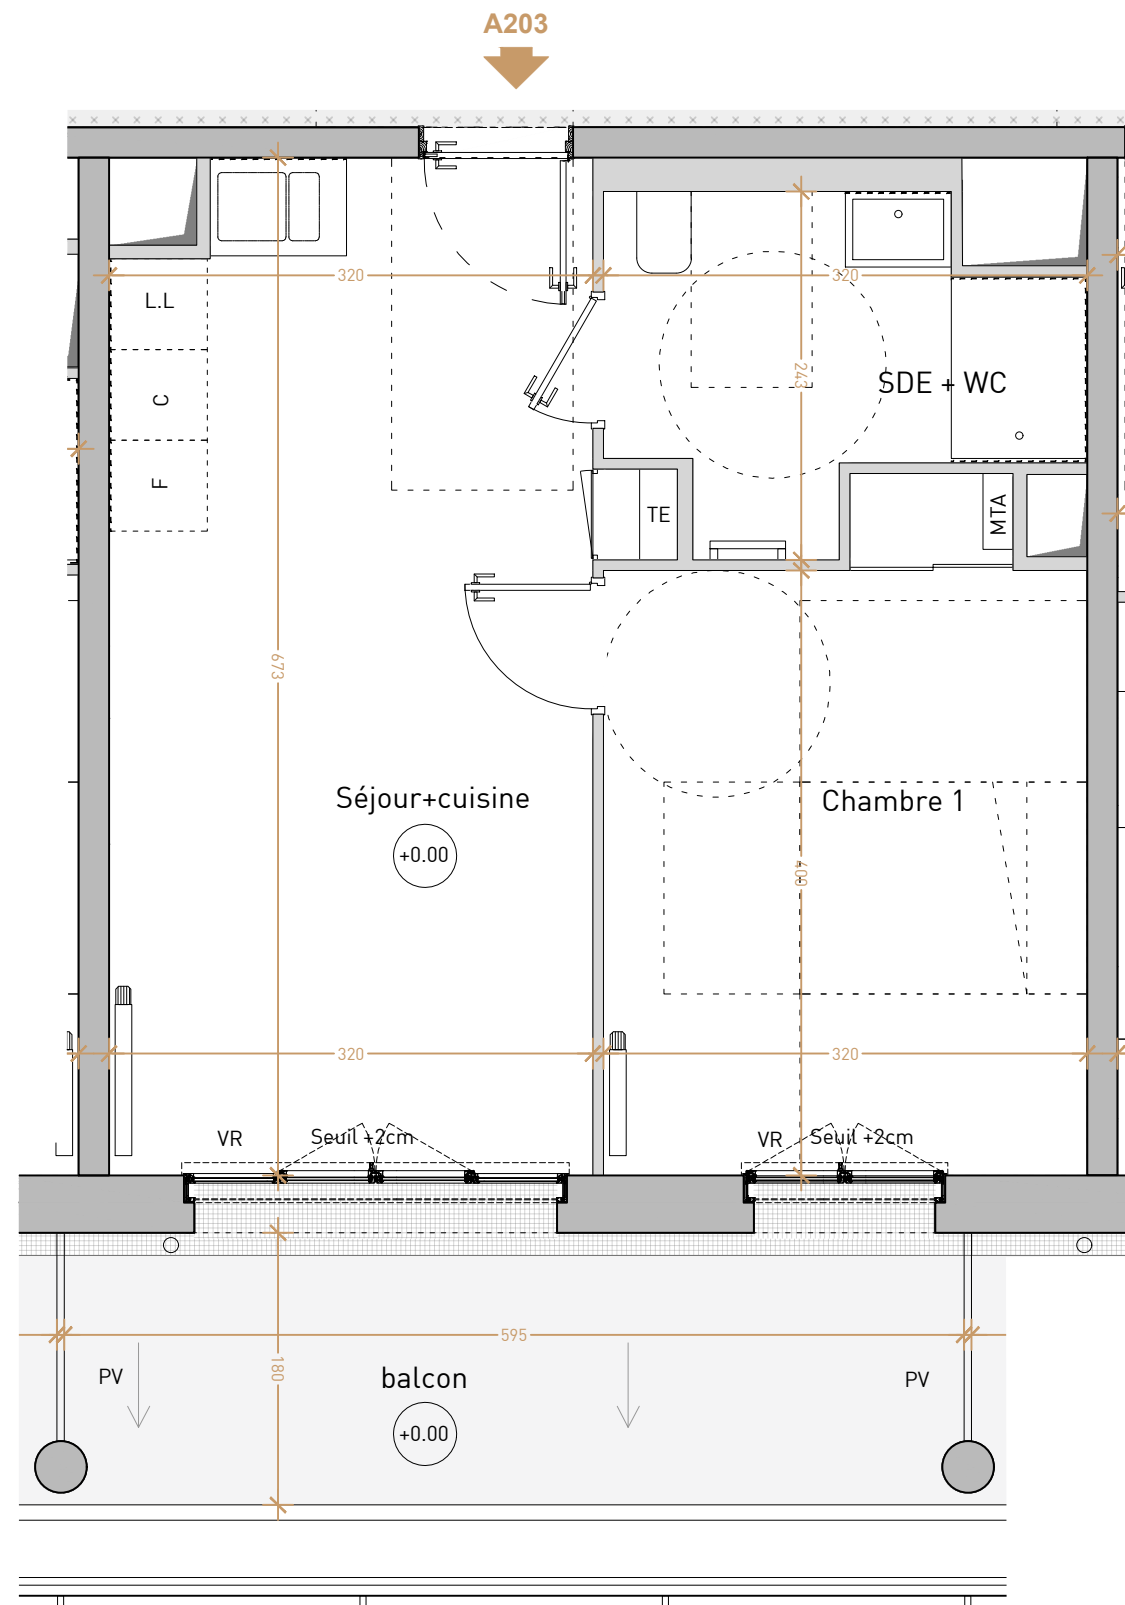 A203
320
320
L.L
C
F
243
SDE + WC
TE
MTA
673
Séjour+cuisine
+0.00
Chambre 1
400
320
320
VR
Seuil +2cm
VR
Seuil +2cm
595
180
PV
balcon
PV
+0.00